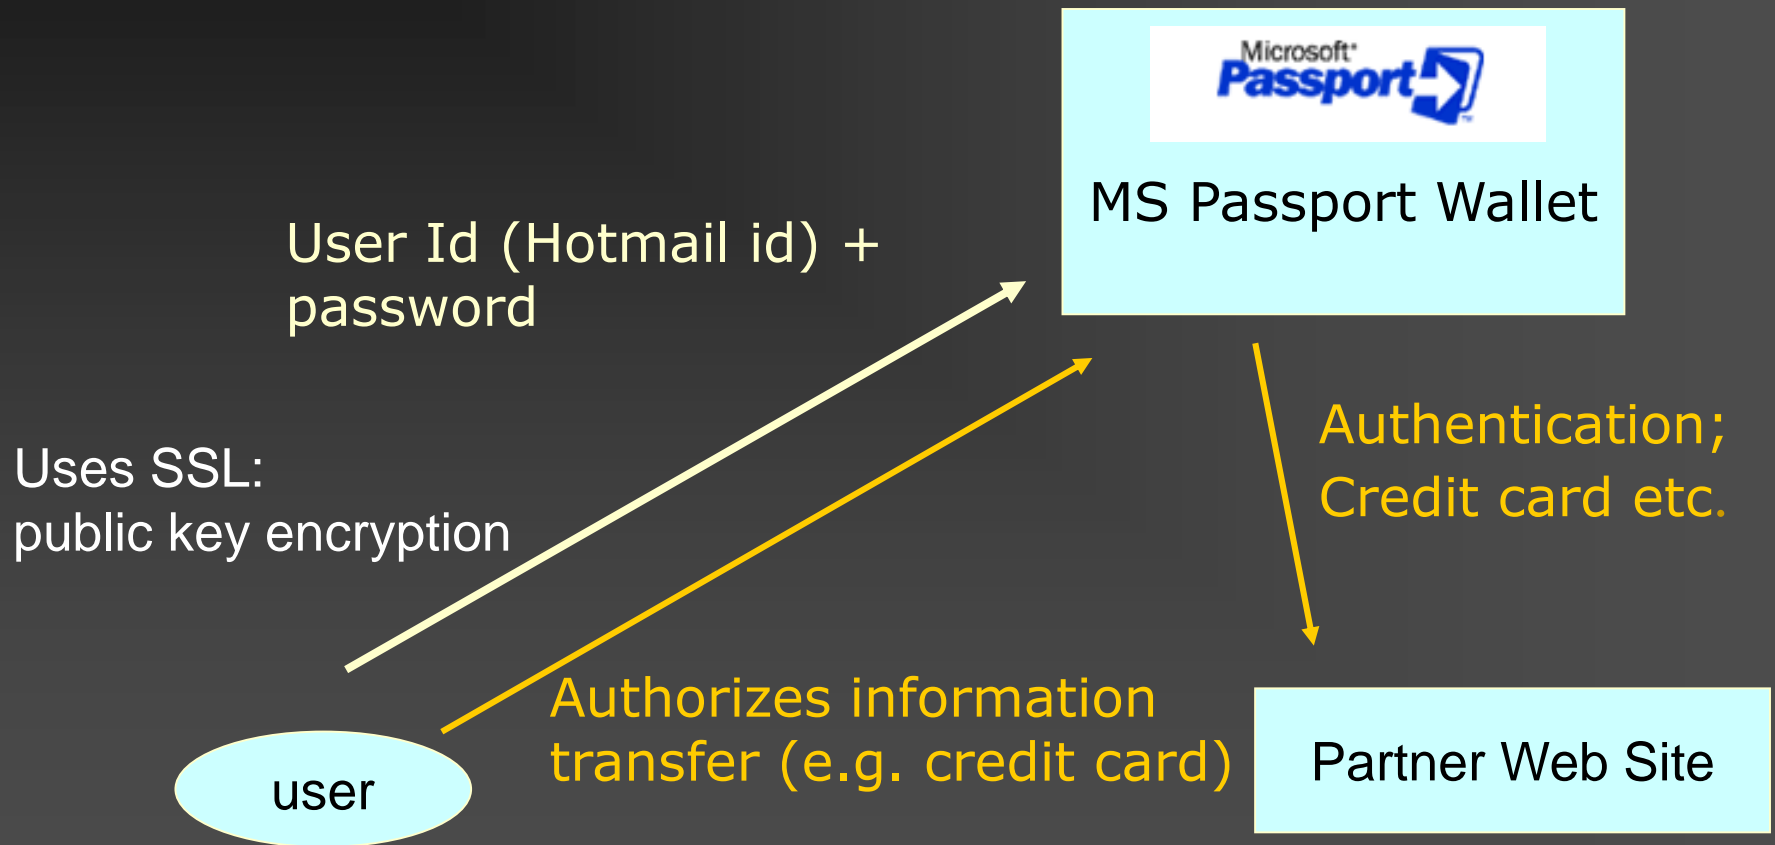 Microsoft
Passport
TM
MS Passport Wallet
User Id (Hotmail id) +
password
Uses SSL:
public key encryption
Authentication;
Credit card etc.
Authorizes information
transfer (e.g. credit card)
Partner Web Site
user